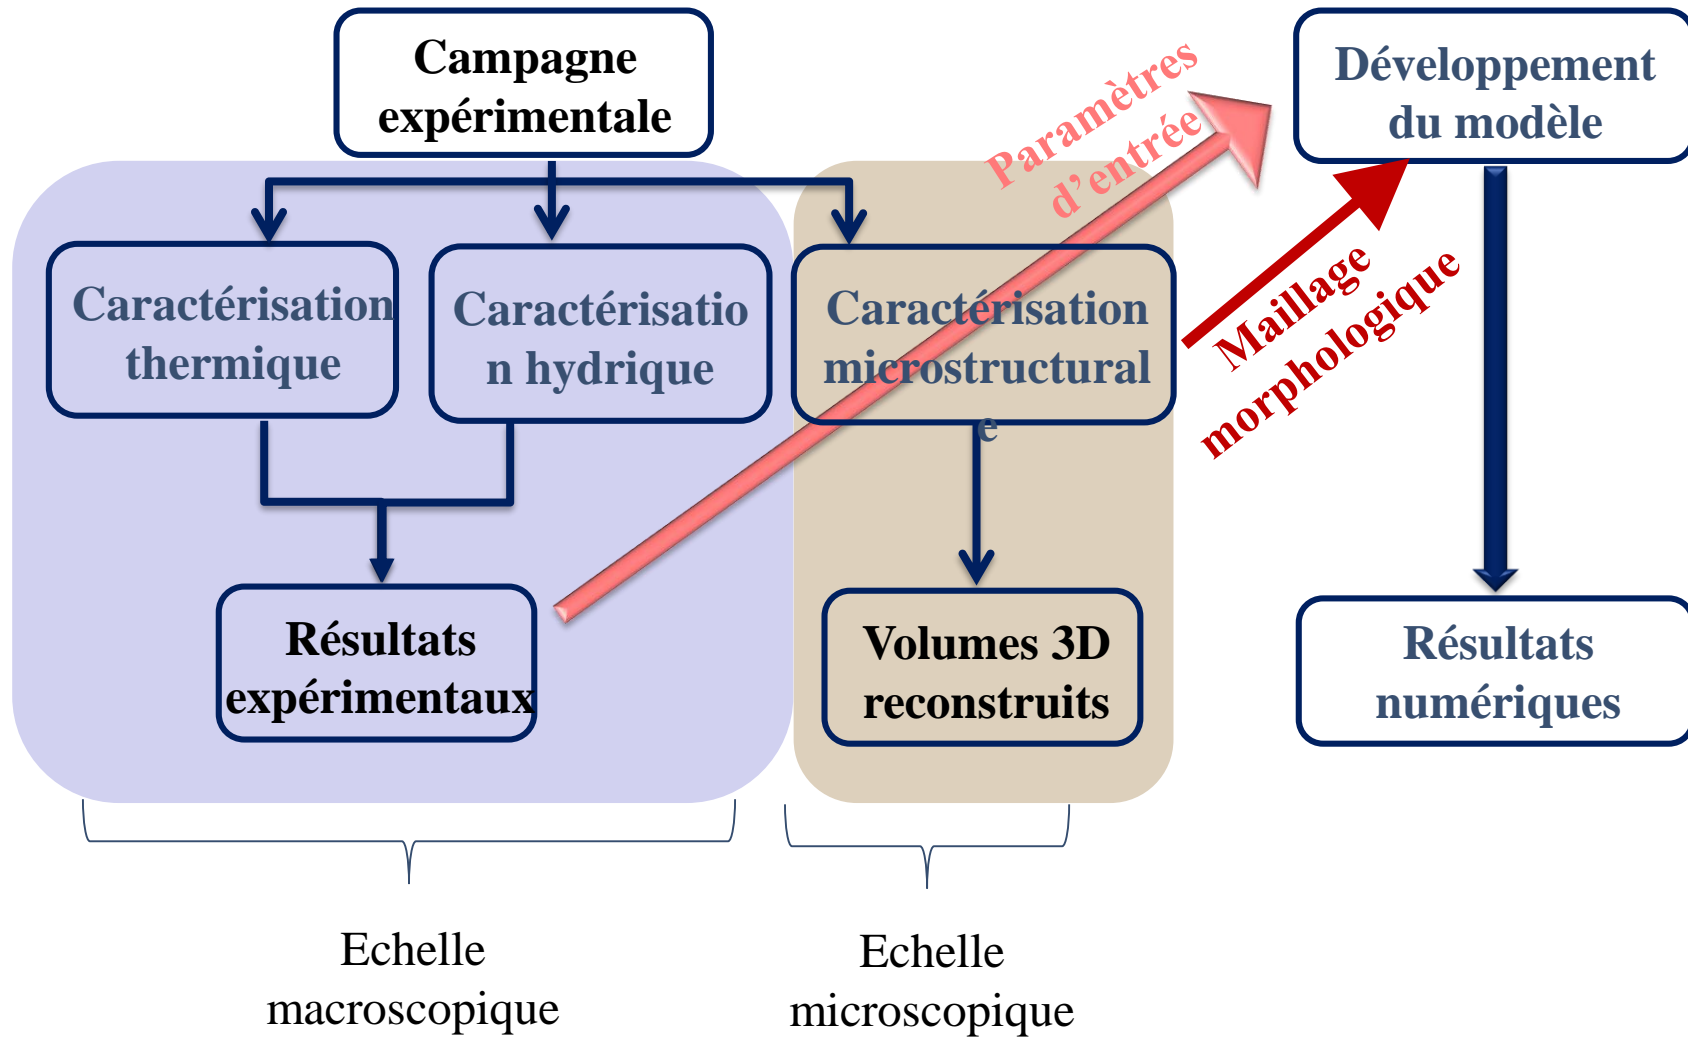 Campagne
expérimentale
Paramètres
d’entrée
Développement
du modèle
Caractérisation
thermique
Caractérisatio
n hydrique
Caractérisation
microstructural
e
Maillage
morphologique
Résultats
expérimentaux
Volumes 3D
reconstruits
Résultats
numériques
Echelle
macroscopique
Echelle
microscopique